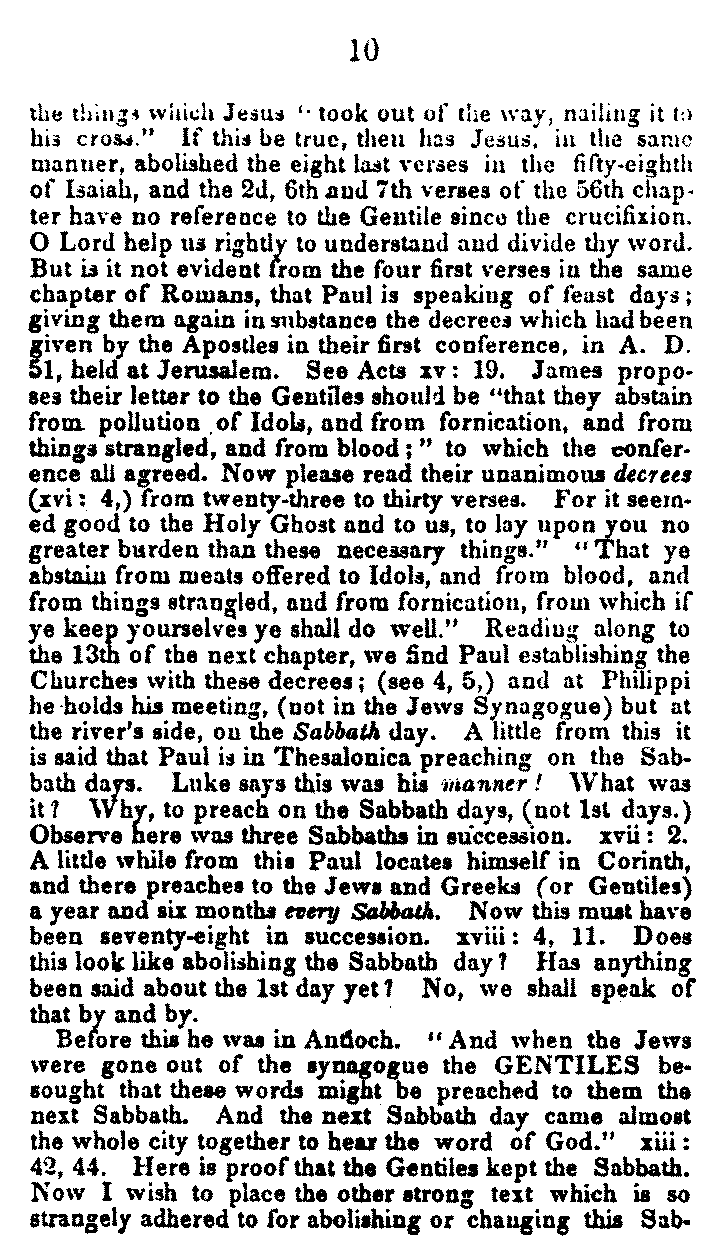 10
the things which Jesus "took out of the way, nailing it to
his cross." If this be true, then has Jesus, in the same
manner, abolished the eight last verses in the fifty-eighth
of Isaiah, and the 2d, 6th and 7th verses of the 56th chap-
ter have no reference to the Gentile since the crucifixion.
O Lord help us rightly to understand and divide thy word.
But is it not evident from the four first verses in the same
chapter of Romans, that Paul is speaking of feast days;
giving them again in substance the decrees which had been
given by the Apostles in their first conference, in A. D.
51, held at Jerusalem. See Acts xv: 19. James propo-
ses their letter to the Gentiles should be "that they abstain
from pollution of Idols, and from fornication, and from
things strangled, and from blood;" to which the confer-
ence all agreed. Now please read their unanimous decrees
(xvi: 4,) from twenty-three to thirty verses. For it seem-
ed good to the Holy Ghost and to us, to lay upon you no
greater burden than these necessary things." "That ye
abstain from meats offered to Idols, and from blood, and
from things strangled, and from fornication, from which if
ye keep yourselves ye shall do well." Reading along to
the 13th of the next chapter, we find Paul establishing the
Churches with these decrees; (see 4, 5,) and at Philippi
he holds his meeting, (not in the Jews Synagogue) but at
the river's side, on the Sabbath day. A little from this it
is said that Paul is in Thesalonica preaching on the Sab-
bath days. Luke says this was his manner! What was
it? Why, to preach on the Sabbath days, (not 1st days.)
Observe here was three Sabbaths in succession. xvii: 2.
A little while from this Paul locates himself in Corinth,
and there preaches to the Jews and Greeks (or Gentiles)
a year and six months every Sabbath. Now this must have
been seventy-eight in succession. xviii: 4, 11. Does
this look like abolishing the Sabbath day? Has anything
been said about the 1st day yet? No, we shall speak of
that by and by.
Before this he was in Antioch. "And when the Jews
were gone out of the synagogue the GENTILES be-
sought that these words might be preached to them the
next Sabbath. And the next Sabbath day came almost
the whole city together to hear the word of God." xiii:
42, 44. Here is proof that the Gentiles kept the Sabbath.
Now I wish to place the other strong text which is so
strangely adhered to for abolishing or changing this Sab-